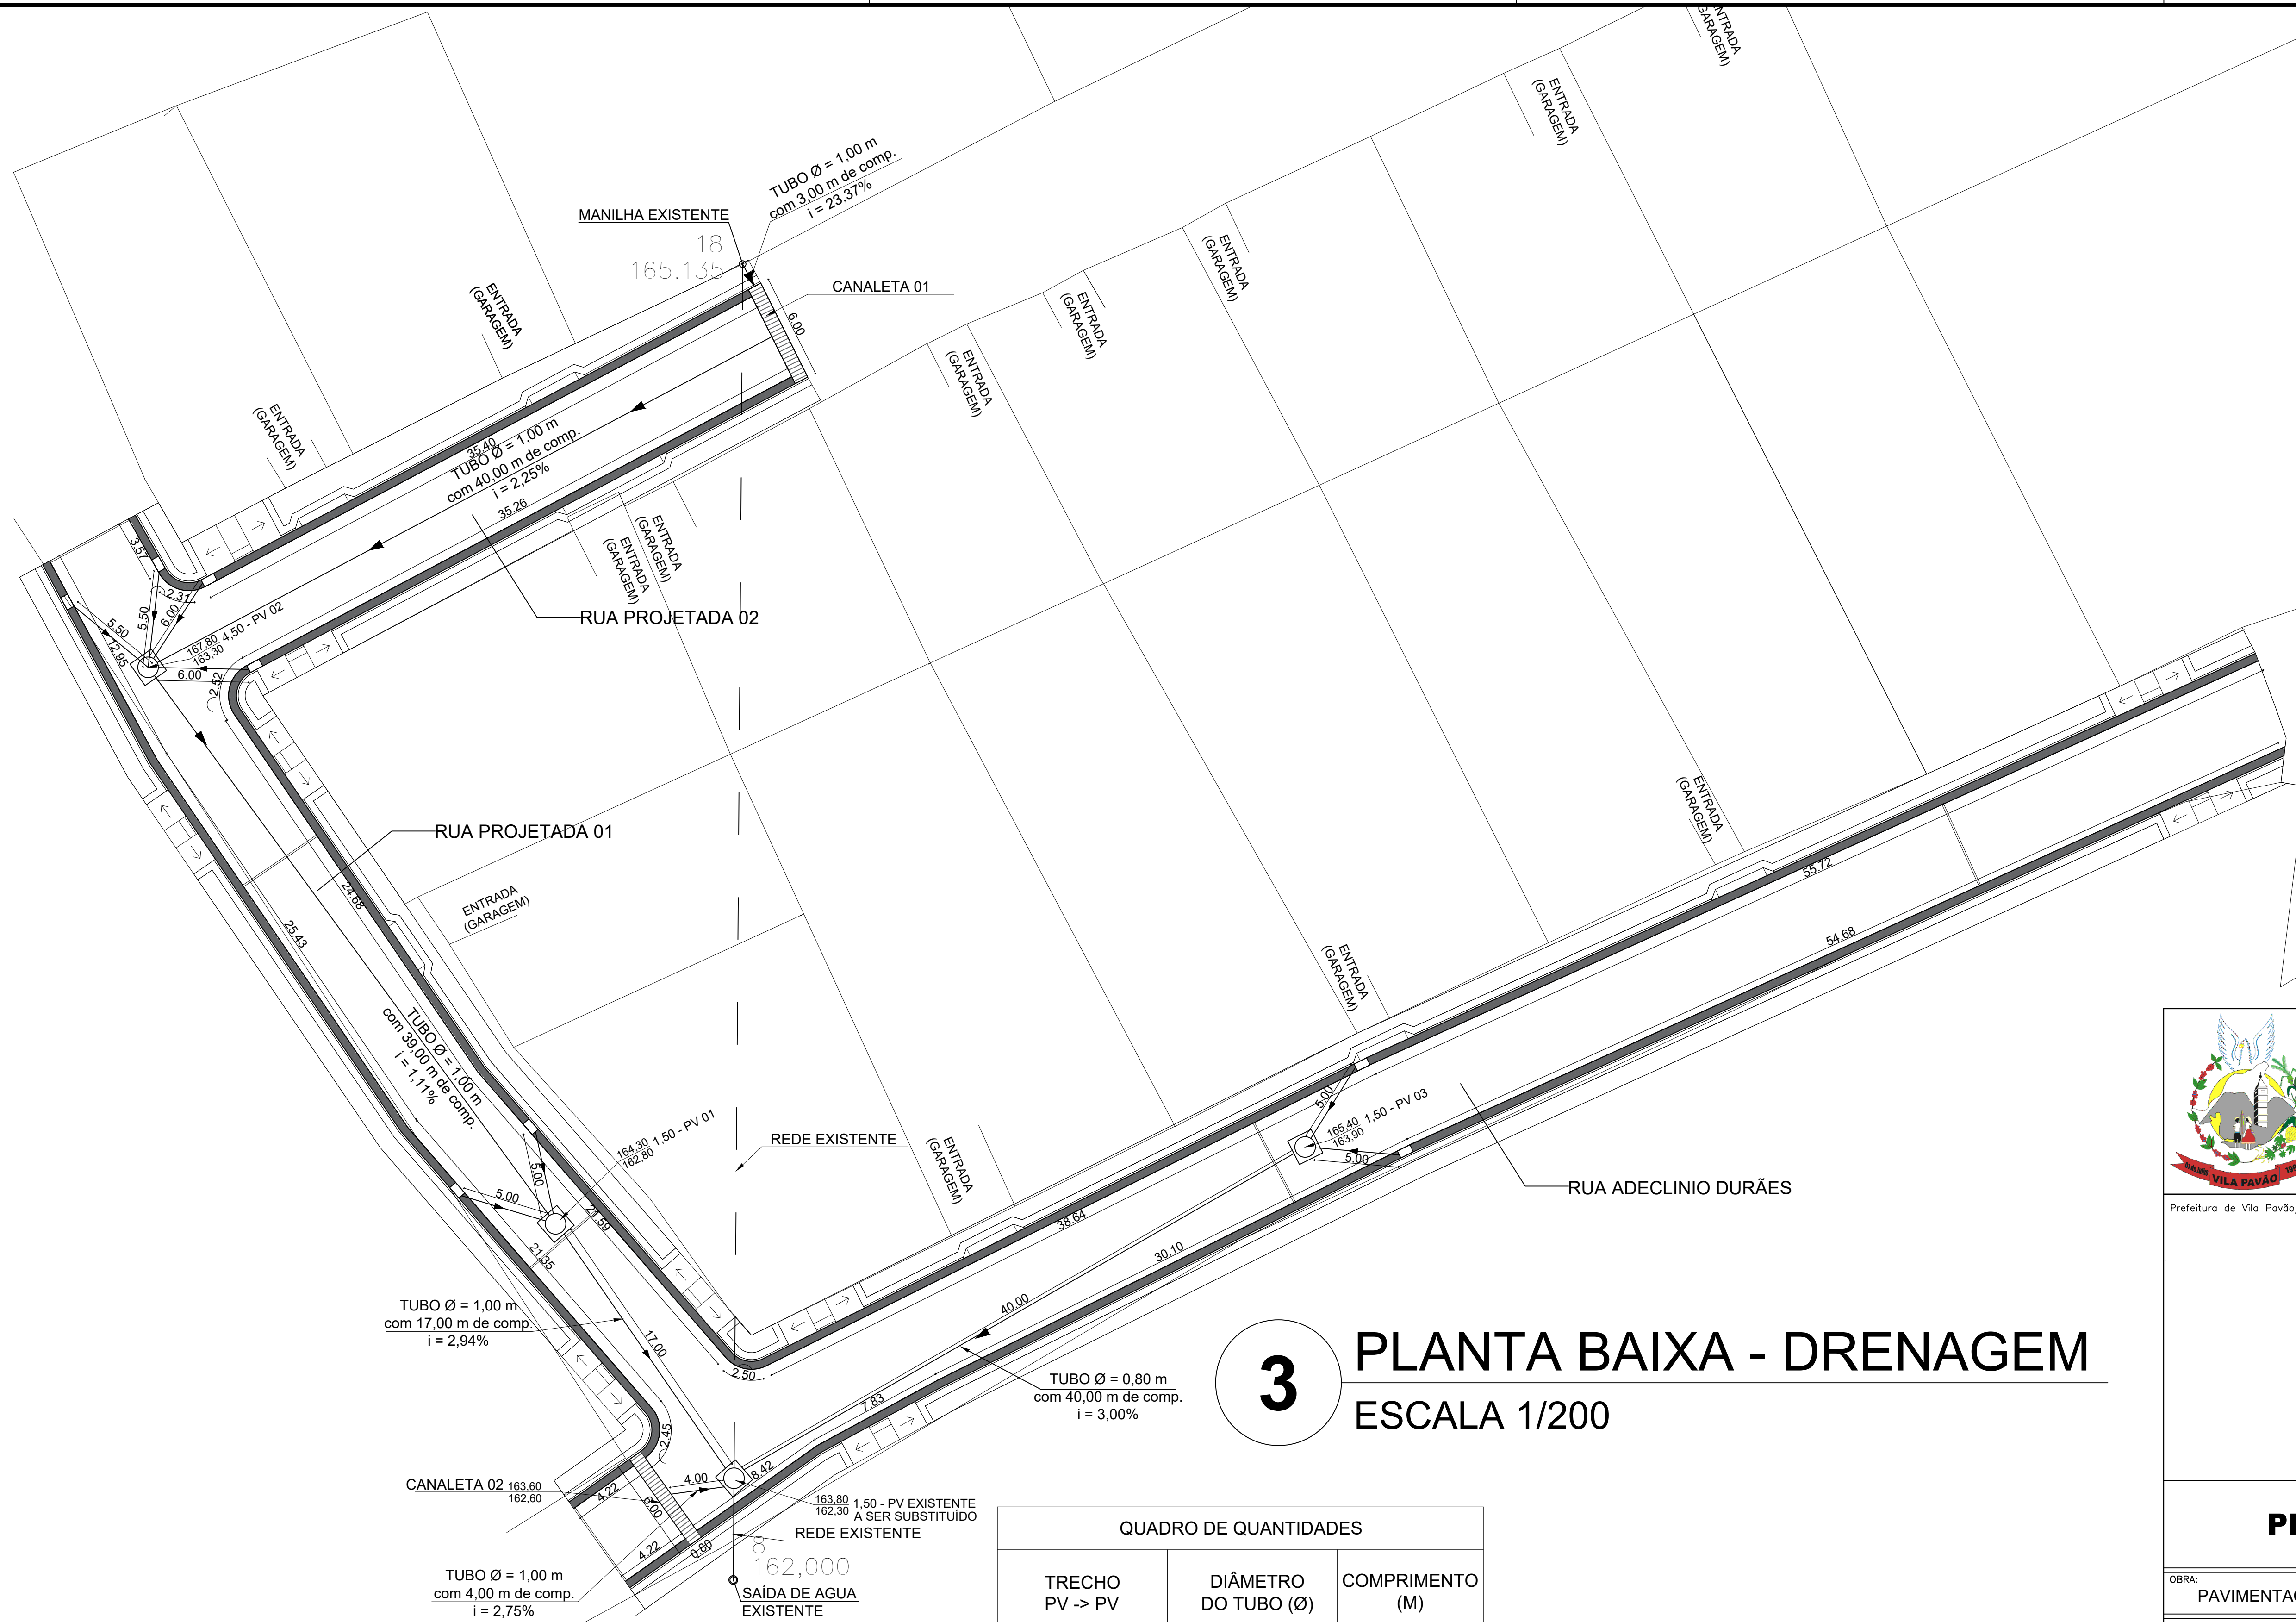 ENTRADA
(GARAGEM)
ENTRADA
(GARAGEM)
TUBO Ø = 1,00 m
com 3,00 m de comp.
i = 23,37%
MANILHA EXISTENTE
18
165.135
CANALETA 01
6.00
ENTRADA
(GARAGEM)
ENTRADA
(GARAGEM)
ENTRADA
(GARAGEM)
ENTRADA
(GARAGEM)
ENTRADA
(GARAGEM)
35.40
TUBO Ø = 1,00 m
com 40,00 m de comp.
i = 2,25%
35.26
ENTRADA
(GARAGEM)
ENTRADA
(GARAGEM)
RUA PROJETADA 02
3.57
2.31
5.50
5.50
6.00
12.95
167,80
163,30
4,50 - PV 02
6.00
2.52
RUA PROJETADA 01
24.68
25.43
ENTRADA
(GARAGEM)
ENTRADA
(GARAGEM)
55.72
54.68
ENTRADA
(GARAGEM)
TUBO Ø = 1,00 m
com 39,00 m de comp.
i = 1,11%
164,30
162,80
1,50 - PV 01
REDE EXISTENTE
ENTRADA
(GARAGEM)
5.00
165,40
163,90
1,50 - PV 03
5.00
RUA ADECLINIO DURÃES
5.00
5.00
21.59
21.35
38.64
30.10
40.00
TUBO Ø = 1,00 m
com 17,00 m de comp.
i = 2,94%
17.00
2.50
7.83
TUBO Ø = 0,80 m
com 40,00 m de comp.
i = 3,00%
3
PLANTA BAIXA - DRENAGEM
ESCALA 1/200
2.45
8.42
4.00
CANALETA 02
163,60
162,60
4.22
6.00
163,80
162,30
1,50 - PV EXISTENTE
A SER SUBSTITUÍDO
REDE EXISTENTE
4.22
0.80
8
162,000
SAÍDA DE AGUA
EXISTENTE
TUBO Ø = 1,00 m
com 4,00 m de comp.
i = 2,75%
QUADRO DE QUANTIDADES
TRECHO
PV -> PV
DIÂMETRO
DO TUBO (Ø)
COMPRIMENTO
(M)
VILA PAVÃO
Prefeitura de Vila Pavão,
OBRA: